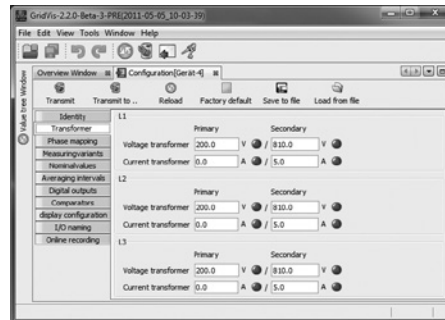 GridVis-2.2.0-Beta-3-PRE(2011-05-05_10-03-39)
File Edit View Tools Window Help
Value tree Window
Overview Window Configuration[Gerät-4]
Transmit Transmit to .. Reload Factory default Save to file Load from file
Identity
Transformer
Phase mapping
Measuringvariants
Nominalvalues
Averaging intervals
Digital outputs
Comparators
display configuration
I/O naming
Online recording
L1
Primary Secondary
Voltage transformer 200.0 V / 810.0 V
Current transformer 0.0 A / 5.0 A
L2
Primary Secondary
Voltage transformer 200.0 V / 810.0 V
Current transformer 0.0 A / 5.0 A
L3
Primary Secondary
Voltage transformer 200.0 V / 810.0 V
Current transformer 0.0 A / 5.0 A